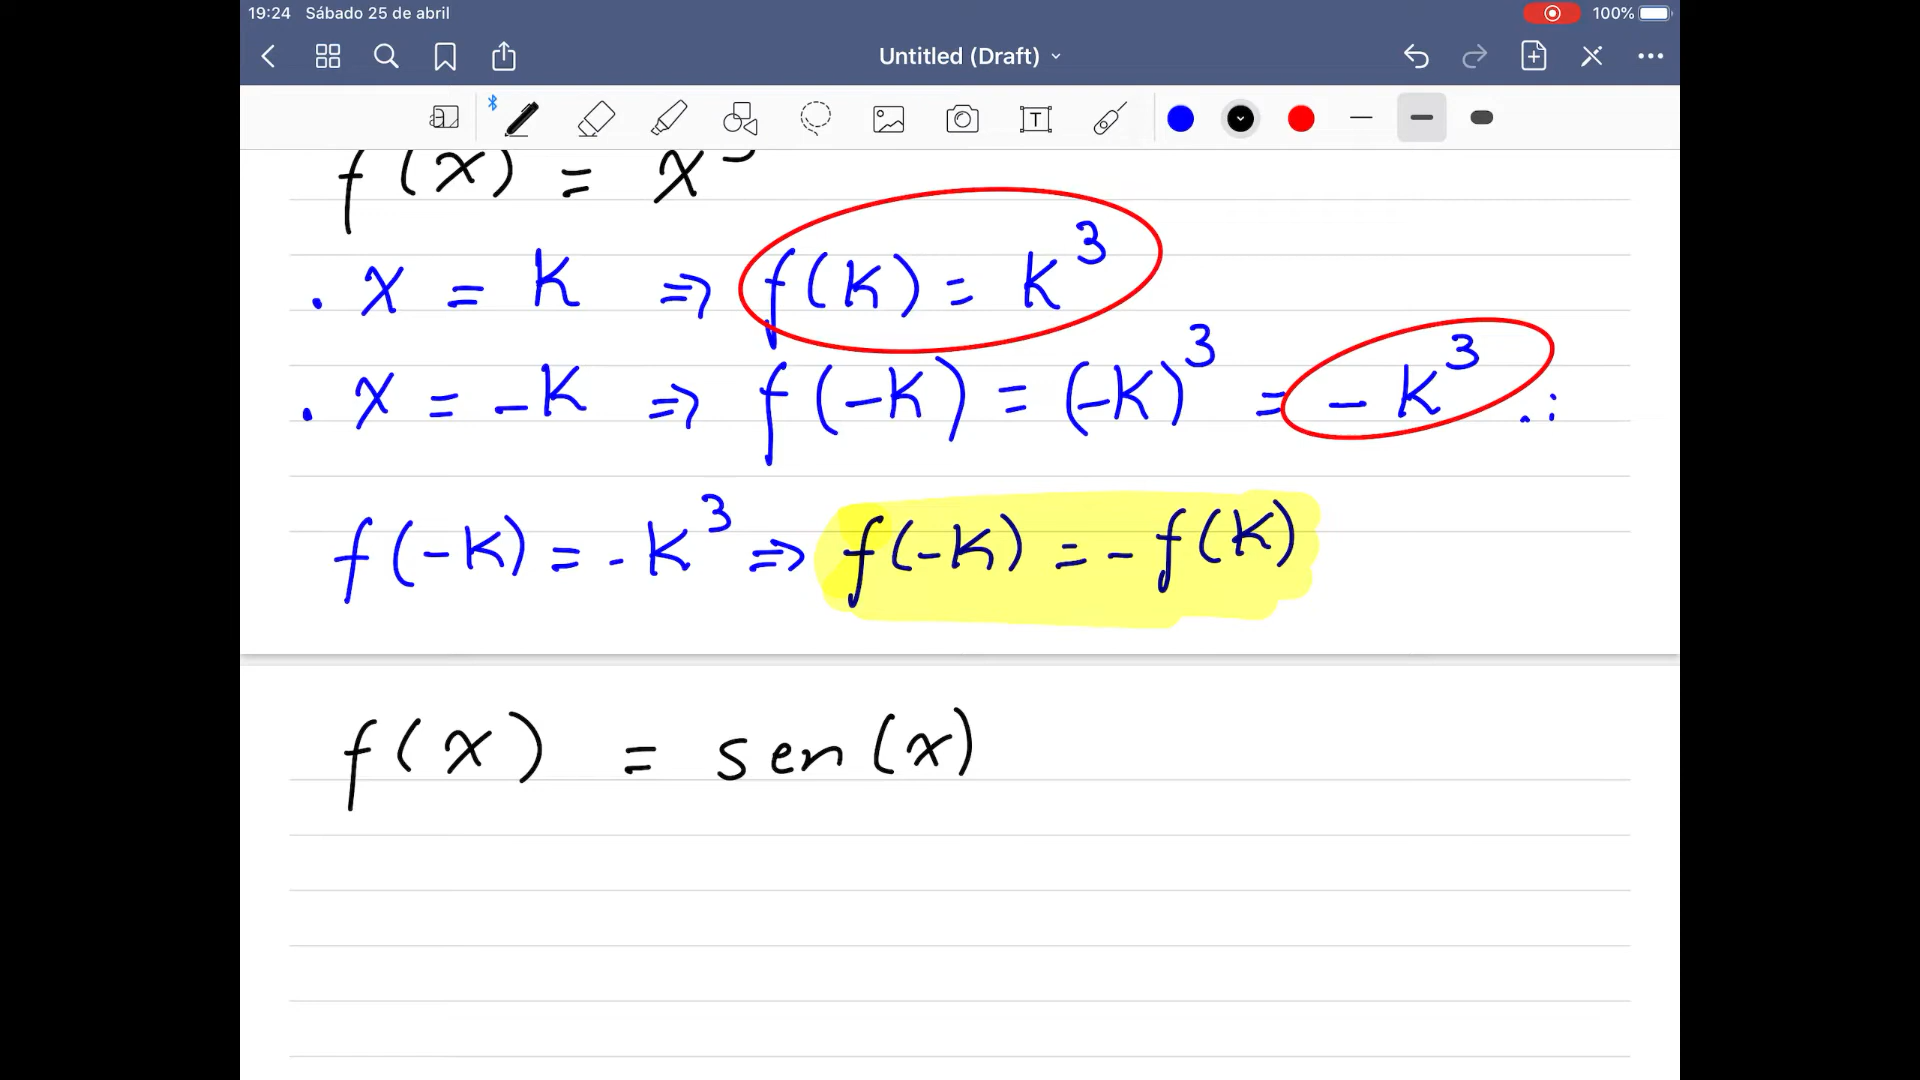 19:24 Sábado 25 de abril 100%
Untitled (Draft)
f(x) = x³
. x = K ⇒ f(K) = K³
. x = -K ⇒ f(-K) = (-K)³ = -K³ ∴
f(-K) = -K³ ⇒ f(-K) = -f(K)
f(x) = sen(x)